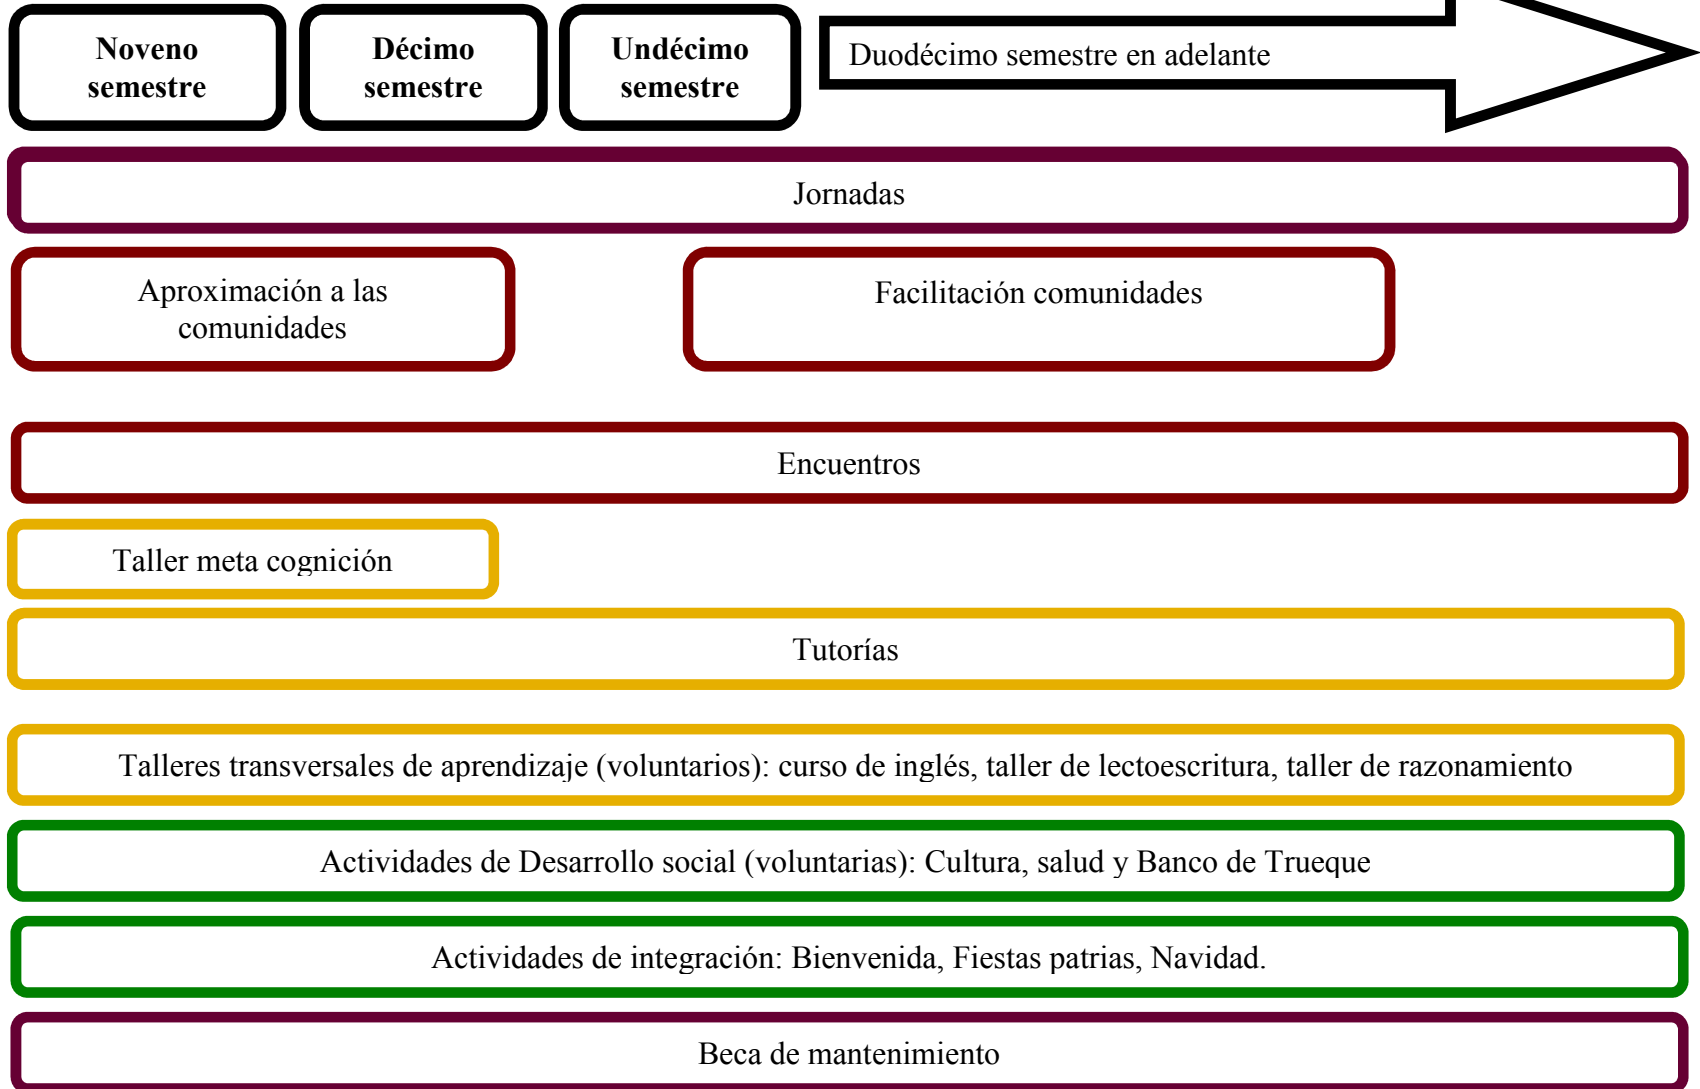 Noveno
semestre
Décimo
semestre
Undécimo
semestre
Duodécimo semestre en adelante
Jornadas
Aproximación a las
comunidades
Facilitación comunidades
Encuentros
Taller meta cognición
Tutorías
Talleres transversales de aprendizaje (voluntarios): curso de inglés, taller de lectoescritura, taller de razonamiento
Actividades de Desarrollo social (voluntarias): Cultura, salud y Banco de Trueque
Actividades de integración: Bienvenida, Fiestas patrias, Navidad.
Beca de mantenimiento